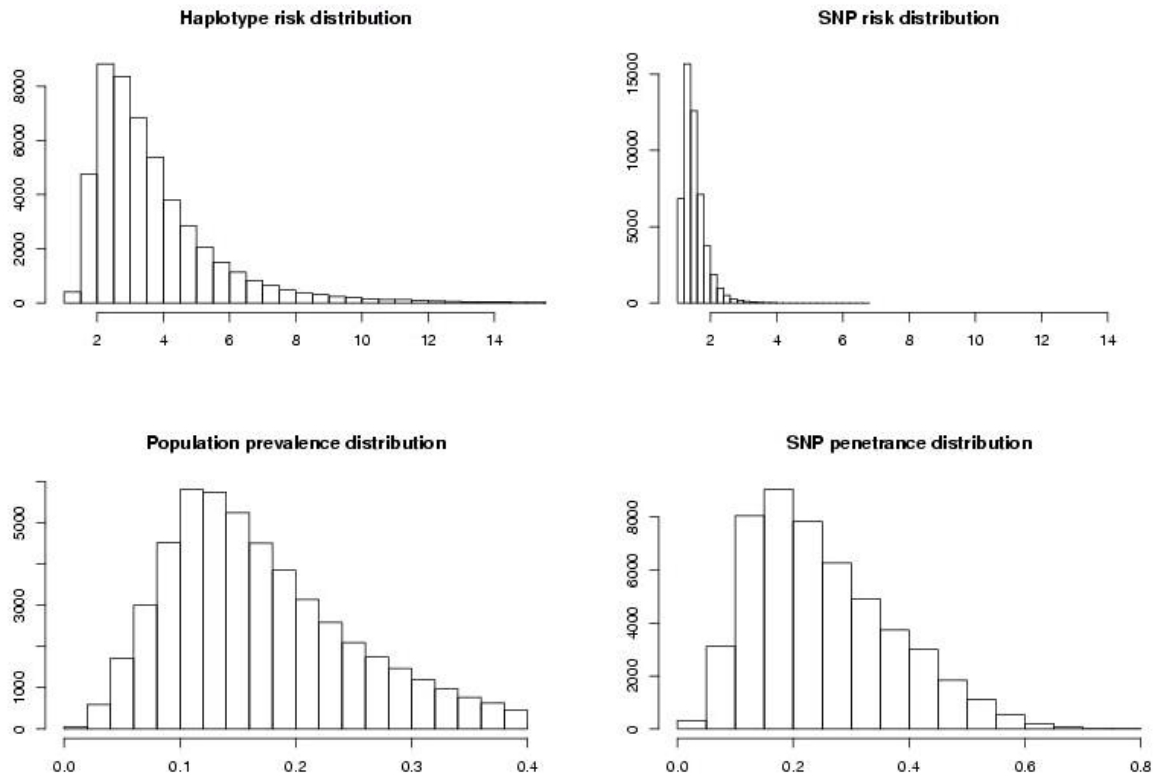 Haplotype risk distribution
0 2000 4000 6000 8000
2 4 6 8 10 12 14
SNP risk distribution
0 5000 10000 15000
2 4 6 8 10 12 14
Population prevalence distribution
0 1000 3000 5000
0.0 0.1 0.2 0.3 0.4
SNP penetrance distribution
0 2000 4000 6000 8000
0.0 0.2 0.4 0.6 0.8